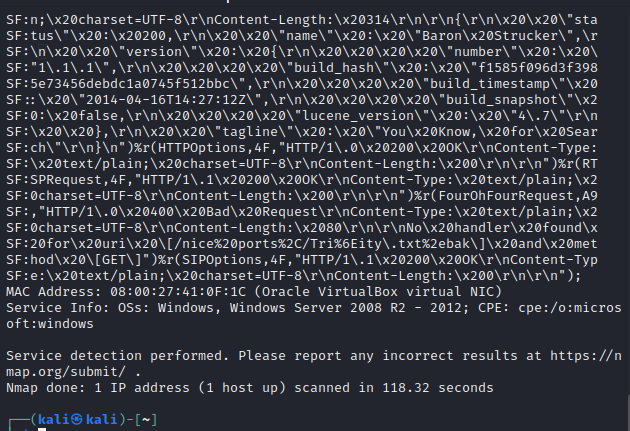 SF:n;\x20charset=UTF-8\r\nContent-Length:\x20314\r\n\r\n{\r\n\x20\x20\"sta
SF:tus\"\x20:\x20200,\r\n\x20\x20\"name\"\x20:\x20\"Baron\x20Strucker\",\r
SF:\n\x20\x20\"version\"\x20:\x20{\r\n\x20\x20\x20\x20\"number\"\x20:\x20\
SF:"1\.1\.1\",\r\n\x20\x20\x20\x20\"build_hash\"\x20:\x20\"f1585f096d3f398
SF:5e73456debdc1a0745f512bbc\",\r\n\x20\x20\x20\x20\"build_timestamp\"\x20
SF::\x20\"2014-04-16T14:27:12Z\",\r\n\x20\x20\x20\x20\"build_snapshot\"\x2
SF:0:\x20false,\r\n\x20\x20\x20\x20\"lucene_version\"\x20:\x20\"4\.7\"\r\n
SF:\x20\x20},\r\n\x20\x20\"tagline\"\x20:\x20\"You\x20Know,\x20for\x20Sear
SF:ch\"\r\n}\n")%r(HTTPOptions,4F,"HTTP/1\.0\x20200\x20OK\r\nContent-Type:
SF:\x20text/plain;\x20charset=UTF-8\r\nContent-Length:\x200\r\n\r\n")%r(RT
SF:SPRequest,4F,"HTTP/1\.1\x20200\x20OK\r\nContent-Type:\x20text/plain;\x2
SF:0charset=UTF-8\r\nContent-Length:\x200\r\n\r\n")%r(FourOhFourRequest,A9
SF:,"HTTP/1\.0\x20400\x20Bad\x20Request\r\nContent-Type:\x20text/plain;\x2
SF:0charset=UTF-8\r\nContent-Length:\x2080\r\n\r\nNo\x20handler\x20found\x
SF:20for\x20uri\x20\[/nice%20ports%2C/Tri%6Eity\.txt%2ebak\]\x20and\x20met
SF:hod\x20\[GET\]")%r(SIPOptions,4F,"HTTP/1\.1\x20200\x20OK\r\nContent-Typ
SF:e:\x20text/plain;\x20charset=UTF-8\r\nContent-Length:\x200\r\n\r\n");
MAC Address: 08:00:27:41:0F:1C (Oracle VirtualBox virtual NIC)
Service Info: OSs: Windows, Windows Server 2008 R2 - 2012; CPE: cpe:/o:micros
oft:windows
Service detection performed. Please report any incorrect results at https://n
map.org/submit/ .
Nmap done: 1 IP address (1 host up) scanned in 118.32 seconds
┌──(kali㉿kali)-[~]